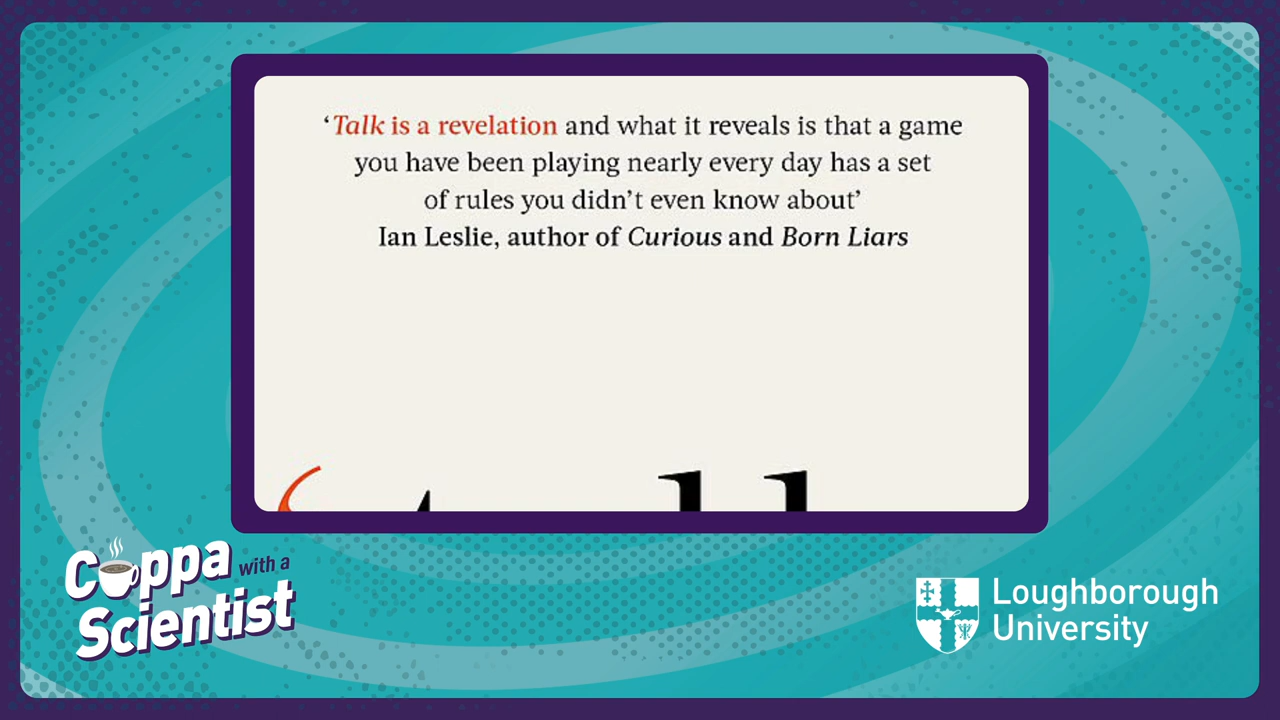 ‘Talk is a revelation and what it reveals is that a game
you have been playing nearly every day has a set
of rules you didn’t even know about’
Ian Leslie, author of Curious and Born Liars
Cuppa with a
Scientist
Loughborough
University